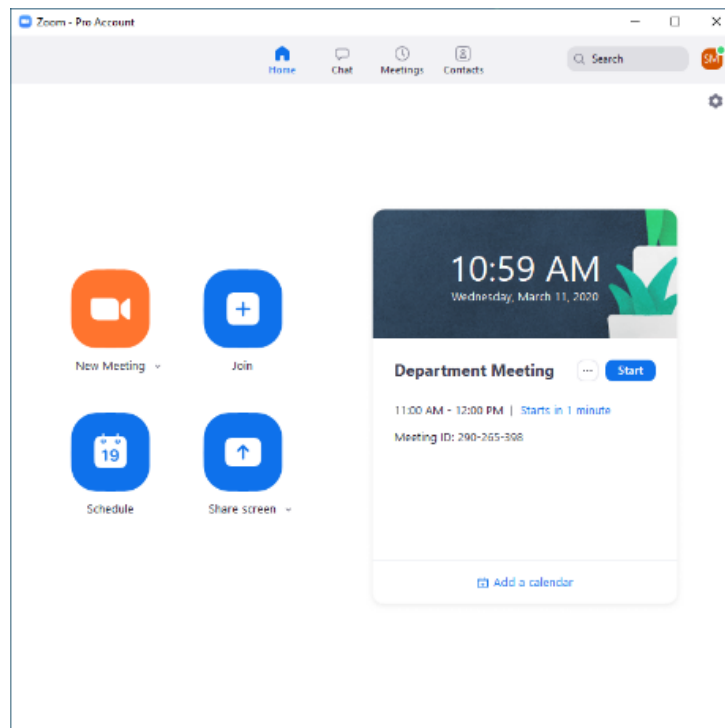 Zoom - Pro Account
Home
Chat
Meetings
Contacts
Search
SM
10:59 AM
Wednesday, March 11, 2020
New Meeting
Join
Department Meeting
Start
11:00 AM - 12:00 PM | Starts in 1 minute
Meeting ID: 290-265-398
19
Schedule
Share screen
Add a calendar